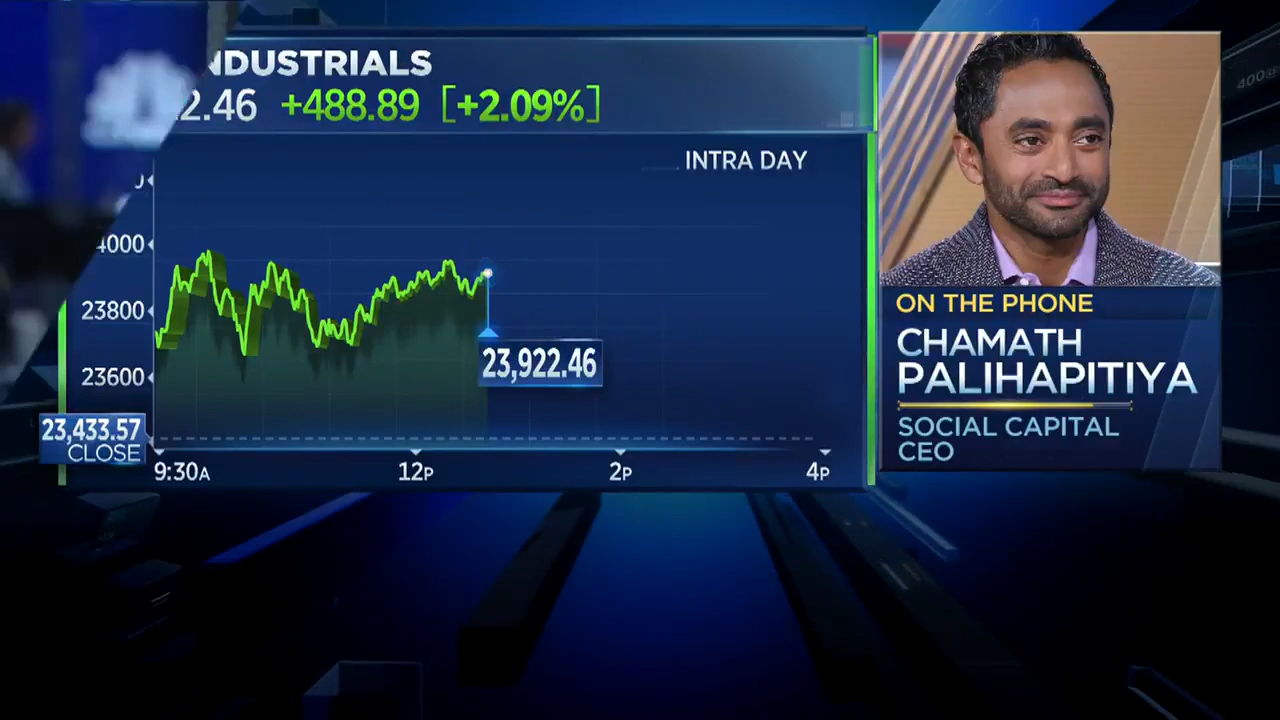 NDUSTRIALS
2.46 +488.89 [+2.09%]
INTRA DAY
4000
23800
23600
23,922.46
23,433.57
CLOSE
9:30A 12P 2P 4P
ON THE PHONE
CHAMATH
PALIHAPITIYA
SOCIAL CAPITAL
CEO